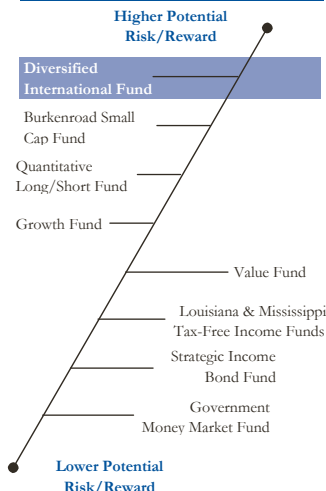 Higher Potential
Risk/Reward
Diversified
International Fund
Burkenroad Small
Cap Fund
Quantitative
Long/Short Fund
Growth Fund
Value Fund
Louisiana & Mississippi
Tax-Free Income Funds
Strategic Income
Bond Fund
Government
Money Market Fund
Lower Potential
Risk/Reward